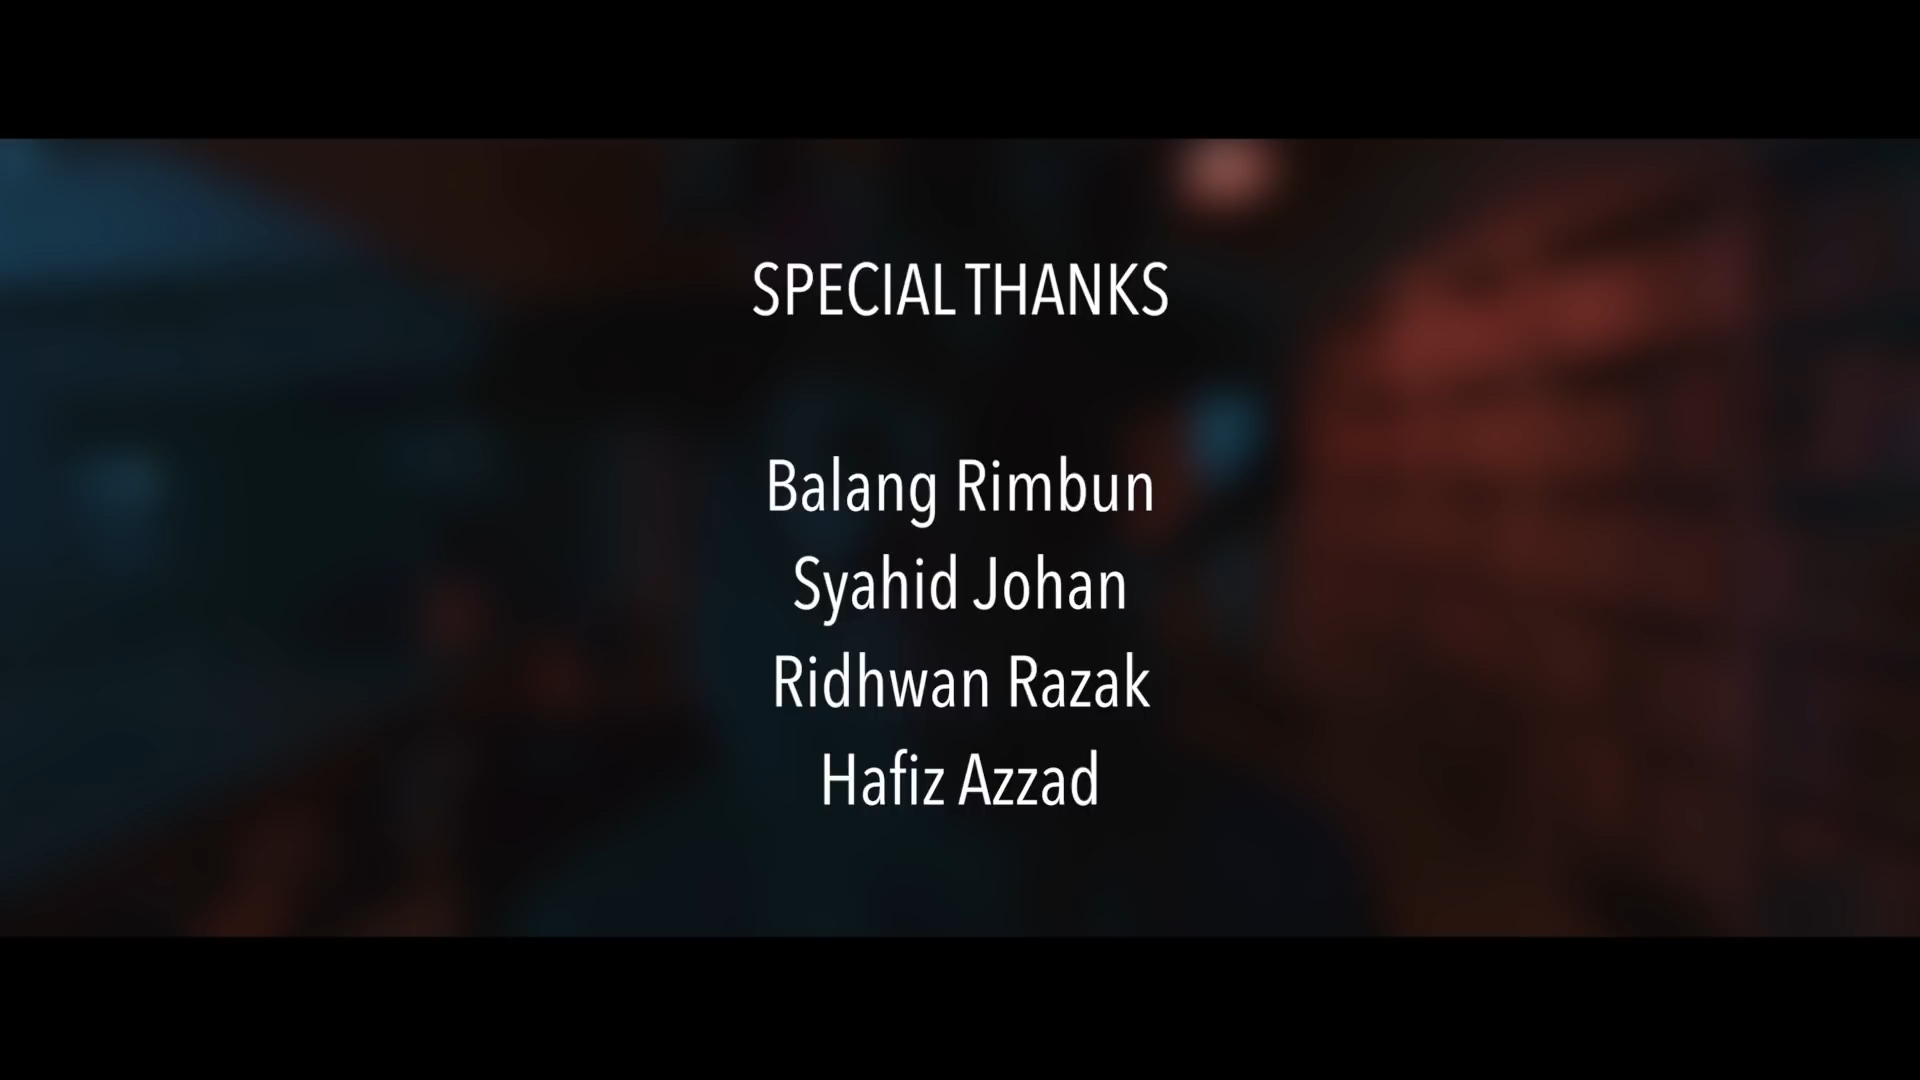 SPECIAL THANKS
Balang Rimbun
Syahid Johan
Ridhwan Razak
Hafiz Azzad